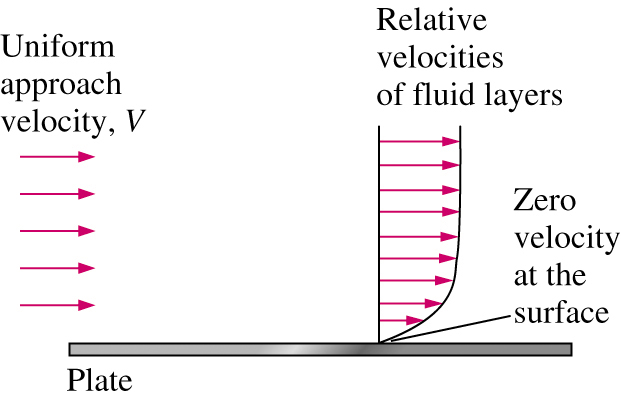 Uniform
approach
velocity, V
Relative
velocities
of fluid layers
Zero
velocity
at the
surface
Plate